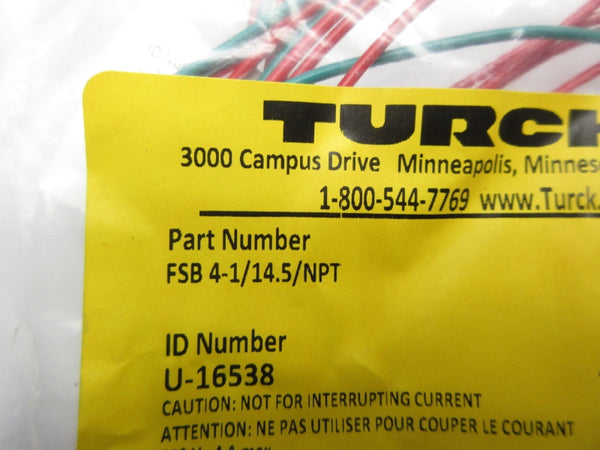 TURCK
3000 Campus Drive Minneapolis, Minnes
1-800-544-7769 www.Turck.
Part Number
FSB 4-1/14.5/NPT
ID Number
U-16538
CAUTION: NOT FOR INTERRUPTING CURRENT
ATTENTION: NE PAS UTILISER POUR COUPER LE COURANT